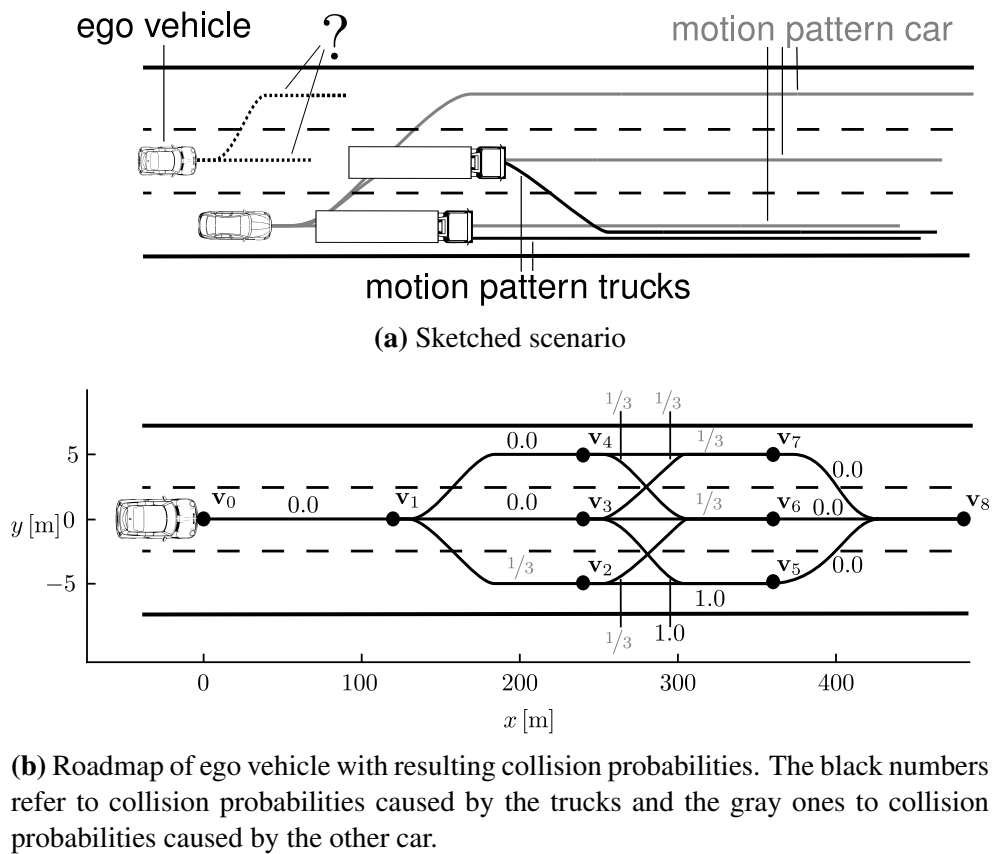 ego vehicle
?
motion pattern car
motion pattern trucks
(a) Sketched scenario
1/3 1/3
5 0.0 v4 1/3 v7
0.0
v0 0.0 v1 0.0 v3 1/3 v6 0.0 v8
y [m] 0
1/3 v2 v5 0.0
−5
1.0
1/3 1.0
0 100 200 300 400
x [m]
(b) Roadmap of ego vehicle with resulting collision probabilities. The black numbers
refer to collision probabilities caused by the trucks and the gray ones to collision
probabilities caused by the other car.